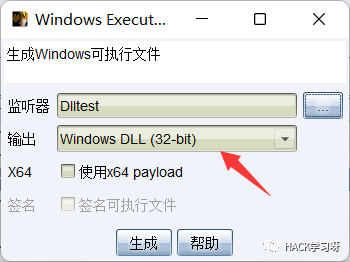 Windows Execut...
生成Windows可执行文件
监听器 Dlltest ...
输出 Windows DLL (32-bit)
X64 使用x64 payload
签名 签名可执行文件
生成 帮助
HACK学习呀